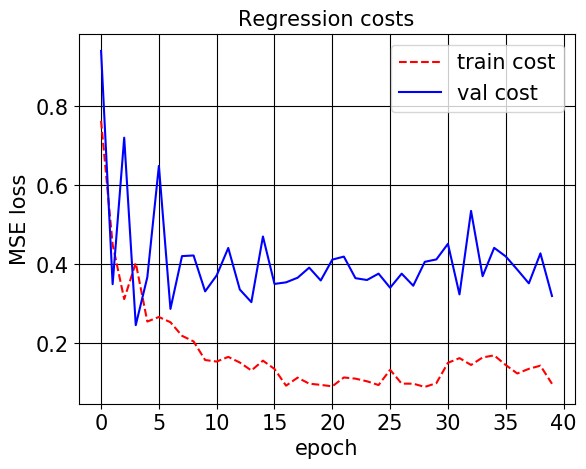 Regression costs
train cost
val cost
MSE loss
0.8
0.6
0.4
0.2
0 5 10 15 20 25 30 35 40
epoch